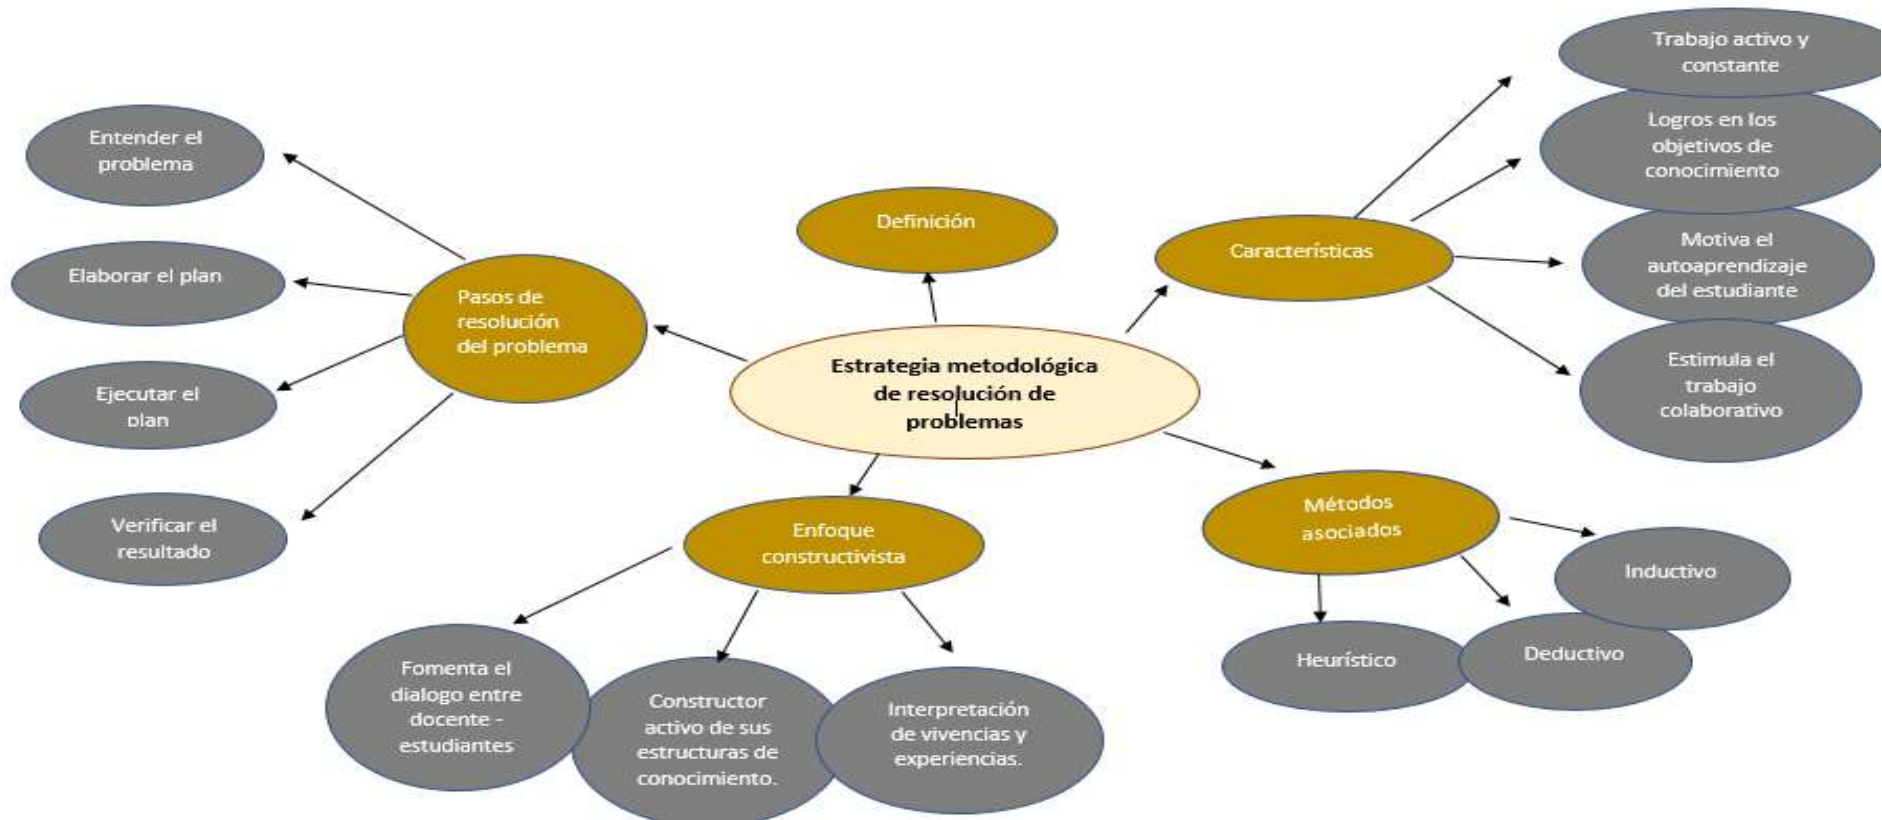 Trabajo activo y
constante
Logros en los
objetivos de
conocimiento
Motiva el
autoaprendizaje
del estudiante
Estimula el
trabajo
colaborativo
Características
Definición
Entender el
problema
Elaborar el plan
Ejecutar el
plan
Verificar el
resultado
Pasos de
resolución
del problema
Estrategia metodológica
de resolución de
problemas
Enfoque
constructivista
Fomenta el
dialogo entre
docente -
estudiantes
Constructor
activo de sus
estructuras de
conocimiento.
Interpretación
de vivencias y
experiencias.
Métodos
asociados
Inductivo
Deductivo
Heurístico